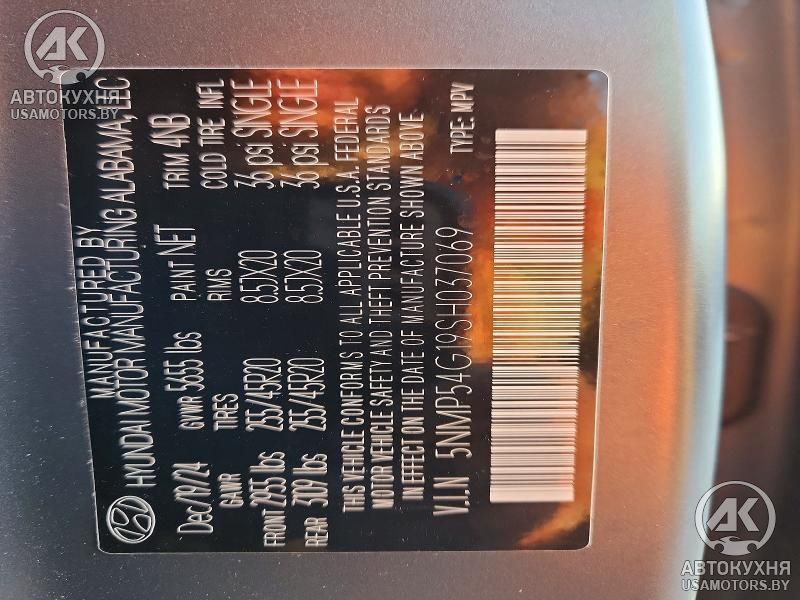 АК
АВТОКУХНЯ
USAMOTORS.BY
MANUFACTURED BY
HYUNDAI MOTOR MANUFACTURING ALABAMA, LLC
Dec/19/24 GVWR 5655 lbs PAINT NET TRIM 4NB
GAWR TIRES RIMS COLD TIRE INFL
FRONT 2955 lbs 255/45R20 8.5JX20 36 psi SINGLE
REAR 3109 lbs 255/45R20 8.5JX20 36 psi SINGLE
THIS VEHICLE CONFORMS TO ALL APPLICABLE U.S.A. FEDERAL
MOTOR VEHICLE SAFETY AND THEFT PREVENTION STANDARDS
IN EFFECT ON THE DATE OF MANUFACTURE SHOWN ABOVE.
V.I.N 5NMP54G19SH037069 TYPE: MPV
АК
АВТОКУХНЯ
USAMOTORS.BY